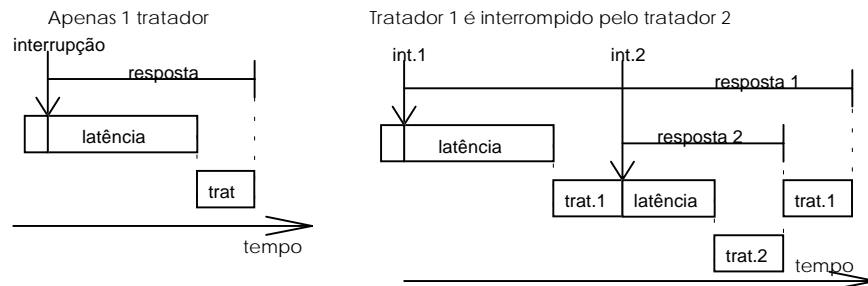 Apenas 1 tratador
interrupção
resposta
latência
trat
tempo
Tratador 1 é interrompido pelo tratador 2
int.1
int.2
resposta 1
latência
resposta 2
trat.1
latência
trat.1
trat.2
tempo